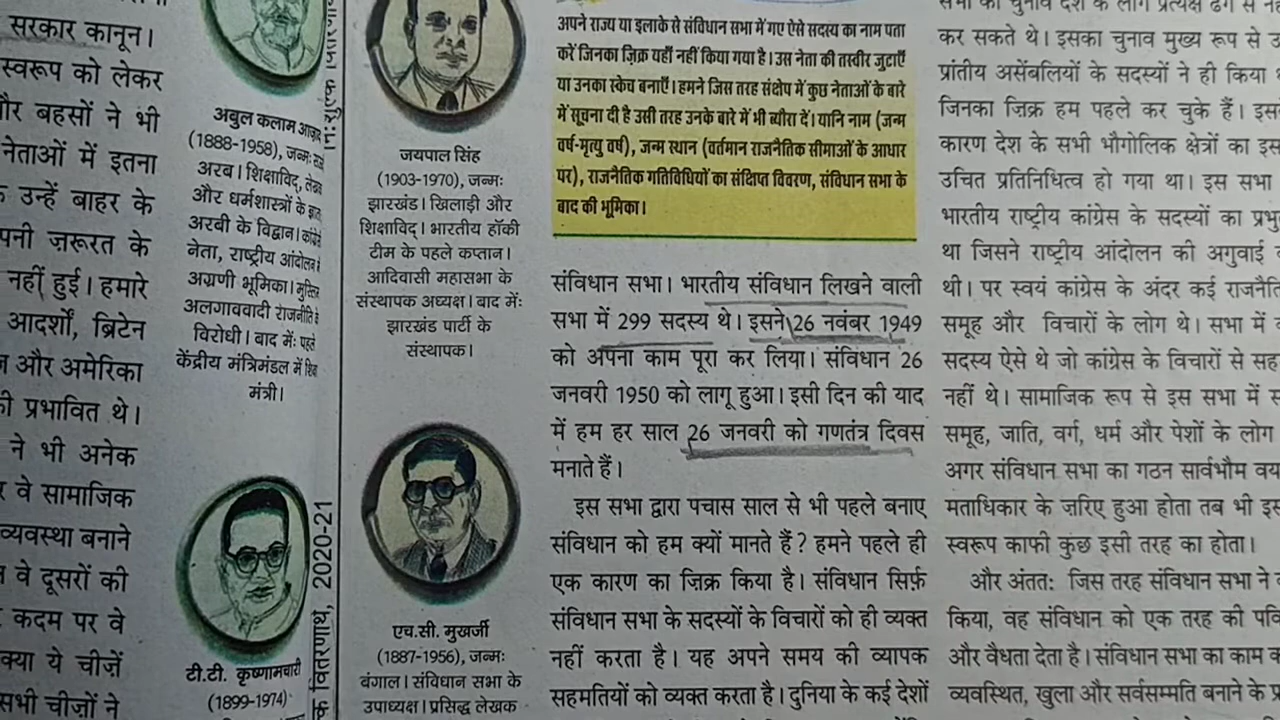 सरकार कानून।
स्वरूप को लेकर
और बहसों ने भी
नेताओं में इतना
उन्हें बाहर के
ज़रूरत के
नहीं हुई। हमारे
आदर्शों, ब्रिटेन
और अमेरिका
प्रभावित थे।
ने भी अनेक
वे सामाजिक
व्यवस्था बनाने
वे दूसरों की
कदम पर वे
क्या ये चीज़ें
सभी चीज़ों ने
अबुल कलाम आज़ाद
(1888-1958), जन्म:
अरब। शिक्षाविद्, लेखक
और धर्मशास्त्रों के
अरबी के विद्वान। कांग्रेसी
नेता, राष्ट्रीय आंदोलन में
अग्रणी भूमिका। मुस्लिम
अलगाववादी राजनीति के
विरोधी। बाद में: पहले
केंद्रीय मंत्रिमंडल में शिक्षा
मंत्री।
टी.टी. कृष्णामचारी
(1899-1974)
वितरणार्थ, 2020-21
जयपाल सिंह
(1903-1970), जन्म:
झारखंड। खिलाड़ी और
शिक्षाविद्। भारतीय हॉकी
टीम के पहले कप्तान।
आदिवासी महासभा के
संस्थापक अध्यक्ष। बाद में:
झारखंड पार्टी के
संस्थापक।
एच.सी. मुखर्जी
(1887-1956), जन्म:
बंगाल। संविधान सभा के
उपाध्यक्ष। प्रसिद्ध लेखक
अपने राज्य या इलाके से संविधान सभा में गए ऐसे सदस्य का नाम पता
करें जिनका ज़िक्र यहाँ नहीं किया गया है। उस नेता की तस्वीर जुटाएँ
या उनका स्केच बनाएँ। हमने जिस तरह संक्षेप में कुछ नेताओं के बारे
में सूचना दी है उसी तरह उनके बारे में भी ब्यौरा दें। यानि नाम (जन्म
वर्ष-मृत्यु वर्ष), जन्म स्थान (वर्तमान राजनैतिक सीमाओं के आधार
पर), राजनैतिक गतिविधियों का संक्षिप्त विवरण, संविधान सभा के
बाद की भूमिका।
संविधान सभा। भारतीय संविधान लिखने वाली
सभा में 299 सदस्य थे। इसने 26 नवंबर 1949
को अपना काम पूरा कर लिया। संविधान 26
जनवरी 1950 को लागू हुआ। इसी दिन की याद
में हम हर साल 26 जनवरी को गणतंत्र दिवस
मनाते हैं।
इस सभा द्वारा पचास साल से भी पहले बनाए
संविधान को हम क्यों मानते हैं? हमने पहले ही
एक कारण का ज़िक्र किया है। संविधान सिर्फ़
संविधान सभा के सदस्यों के विचारों को ही व्यक्त
नहीं करता है। यह अपने समय की व्यापक
सहमतियों को व्यक्त करता है। दुनिया के कई देशों
कर सकते थे। इसका चुनाव मुख्य रूप से
प्रांतीय असेंबलियों के सदस्यों ने ही किया
जिनका ज़िक्र हम पहले कर चुके हैं।
कारण देश के सभी भौगोलिक क्षेत्रों का
उचित प्रतिनिधित्व हो गया था। इस सभा
भारतीय राष्ट्रीय कांग्रेस के सदस्यों का
था जिसने राष्ट्रीय आंदोलन की अगुवाई
थी। पर स्वयं कांग्रेस के अंदर कई
समूह और विचारों के लोग थे। सभा में
सदस्य ऐसे थे जो कांग्रेस के विचारों से
नहीं थे। सामाजिक रूप से इस सभा में
समूह, जाति, वर्ग, धर्म और पेशों के लोग
अगर संविधान सभा का गठन सार्वभौम
मताधिकार के ज़रिए हुआ होता तब भी
स्वरूप काफी कुछ इसी तरह का होता।
और अंततः जिस तरह संविधान सभा ने
किया, वह संविधान को एक तरह की
और वैधता देता है। संविधान सभा का काम
व्यवस्थित, खुला और सर्वसम्मति बनाने के